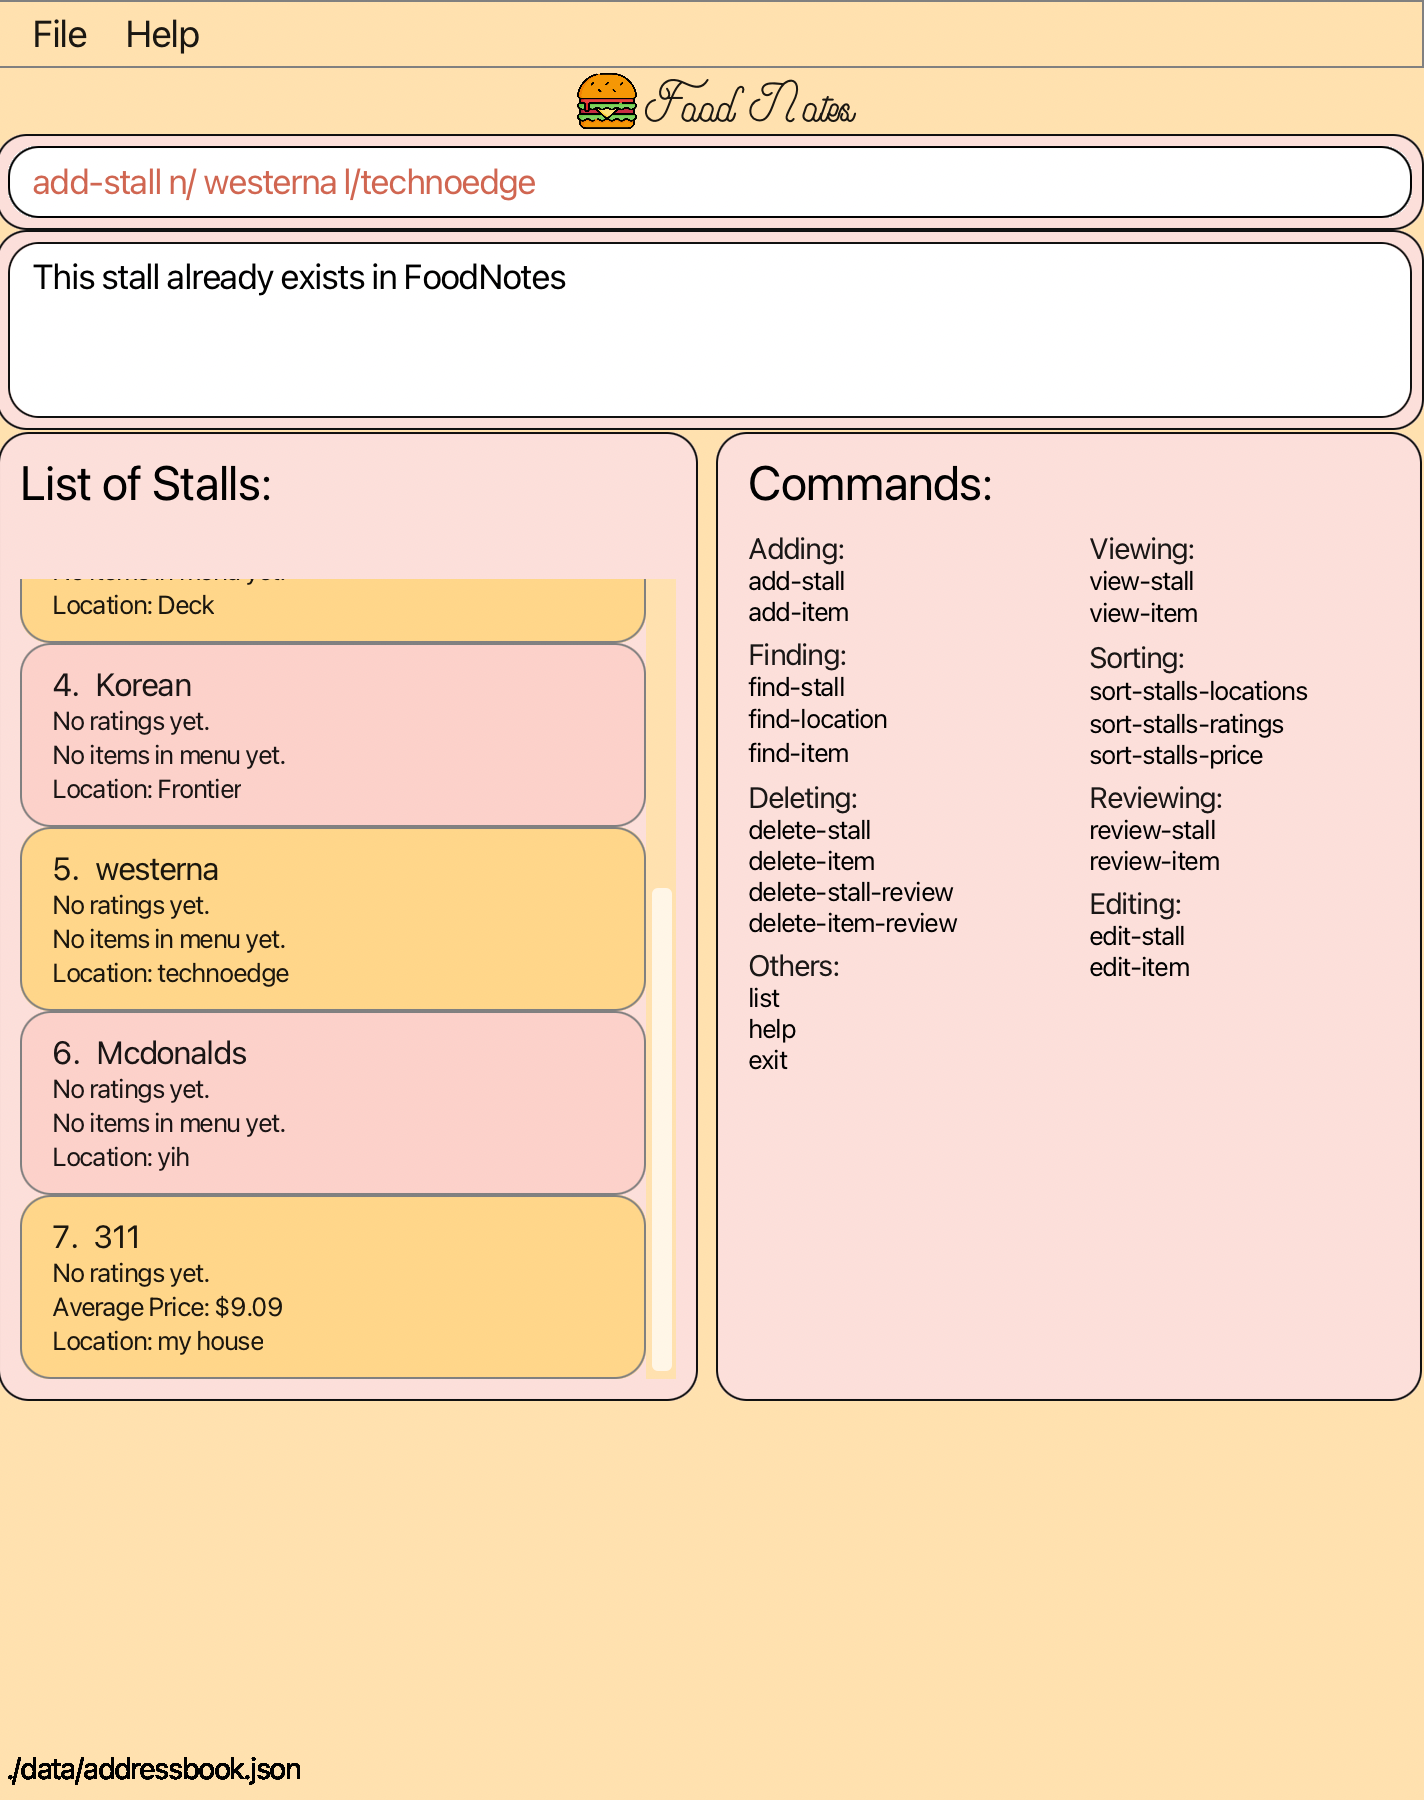 File Help
Food Notes
add-stall n/ westerna l/technoedge
This stall already exists in FoodNotes
List of Stalls:
No items in menu yet.
Location: Deck
4. Korean
No ratings yet.
No items in menu yet.
Location: Frontier
5. westerna
No ratings yet.
No items in menu yet.
Location: technoedge
6. Mcdonalds
No ratings yet.
No items in menu yet.
Location: yih
7. 311
No ratings yet.
Average Price: $9.09
Location: my house
Commands:
Adding:
add-stall
add-item
Finding:
find-stall
find-location
find-item
Deleting:
delete-stall
delete-item
delete-stall-review
delete-item-review
Others:
list
help
exit
Viewing:
view-stall
view-item
Sorting:
sort-stalls-locations
sort-stalls-ratings
sort-stalls-price
Reviewing:
review-stall
review-item
Editing:
edit-stall
edit-item
./data/addressbook.json